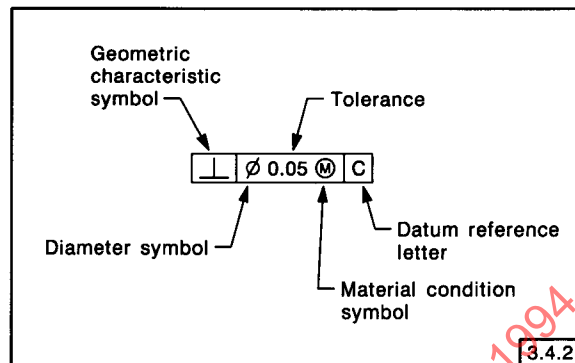 Geometric
characteristic
symbol
Tolerance
⊥ ⌀ 0.05 Ⓜ C
Diameter symbol
Datum reference
letter
Material condition
symbol
1994
3.4.2